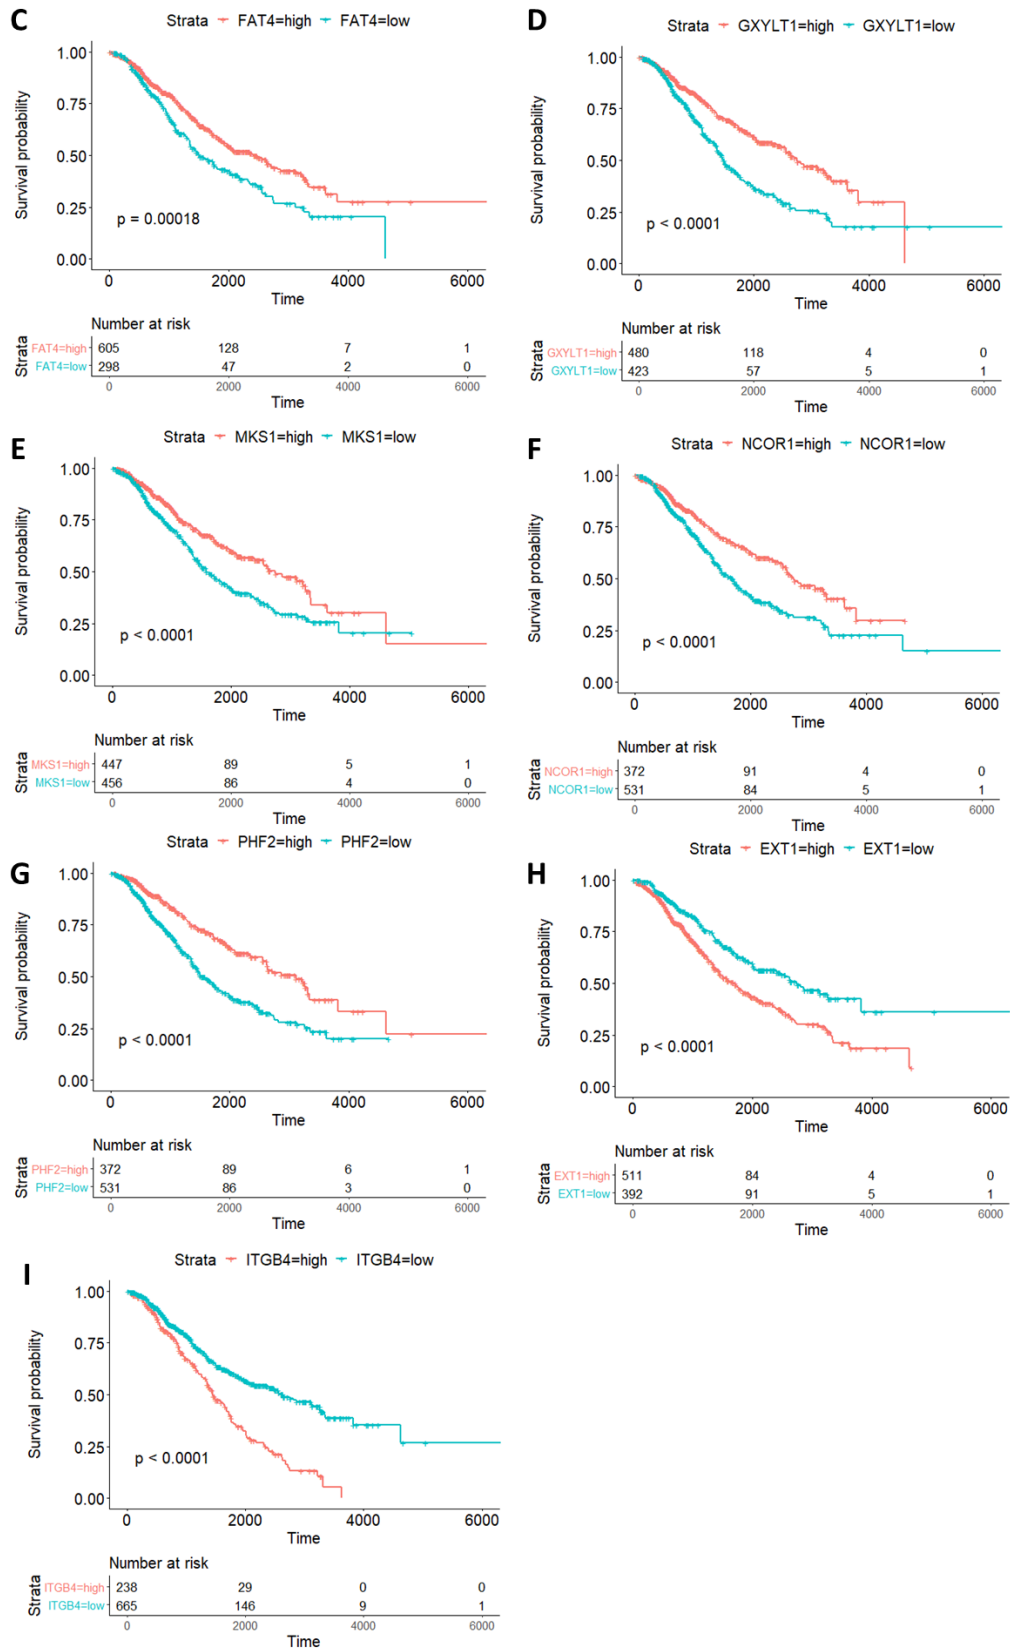 C
Strata FAT4=high FAT4=low
Survival probability
1.00
0.75
0.50
0.25
0.00
p = 0.00018
0 2000 4000 6000
Time
Number at risk
Strata
FAT4=high 605 128 7 1
FAT4=low 298 47 2 0
0 2000 4000 6000
Time
D
Strata GXYLT1=high GXYLT1=low
Survival probability
1.00
0.75
0.50
0.25
0.00
p < 0.0001
0 2000 4000 6000
Time
Number at risk
Strata
GXYLT1=high 480 118 4 0
GXYLT1=low 423 57 5 1
0 2000 4000 6000
Time
E
Strata MKS1=high MKS1=low
Survival probability
1.00
0.75
0.50
0.25
0.00
p < 0.0001
0 2000 4000 6000
Time
Number at risk
Strata
MKS1=high 447 89 5 1
MKS1=low 456 86 4 0
0 2000 4000 6000
Time
F
Strata NCOR1=high NCOR1=low
Survival probability
1.00
0.75
0.50
0.25
0.00
p < 0.0001
0 2000 4000 6000
Time
Number at risk
Strata
NCOR1=high 372 91 4 0
NCOR1=low 531 84 5 1
0 2000 4000 6000
Time
G
Strata PHF2=high PHF2=low
Survival probability
1.00
0.75
0.50
0.25
0.00
p < 0.0001
0 2000 4000 6000
Time
Number at risk
Strata
PHF2=high 372 89 6 1
PHF2=low 531 86 3 0
0 2000 4000 6000
Time
H
Strata EXT1=high EXT1=low
Survival probability
1.00
0.75
0.50
0.25
0.00
p < 0.0001
0 2000 4000 6000
Time
Number at risk
Strata
EXT1=high 511 84 4 0
EXT1=low 392 91 5 1
0 2000 4000 6000
Time
I
Strata ITGB4=high ITGB4=low
Survival probability
1.00
0.75
0.50
0.25
0.00
p < 0.0001
0 2000 4000 6000
Time
Number at risk
Strata
ITGB4=high 238 29 0 0
ITGB4=low 665 146 9 1
0 2000 4000 6000
Time